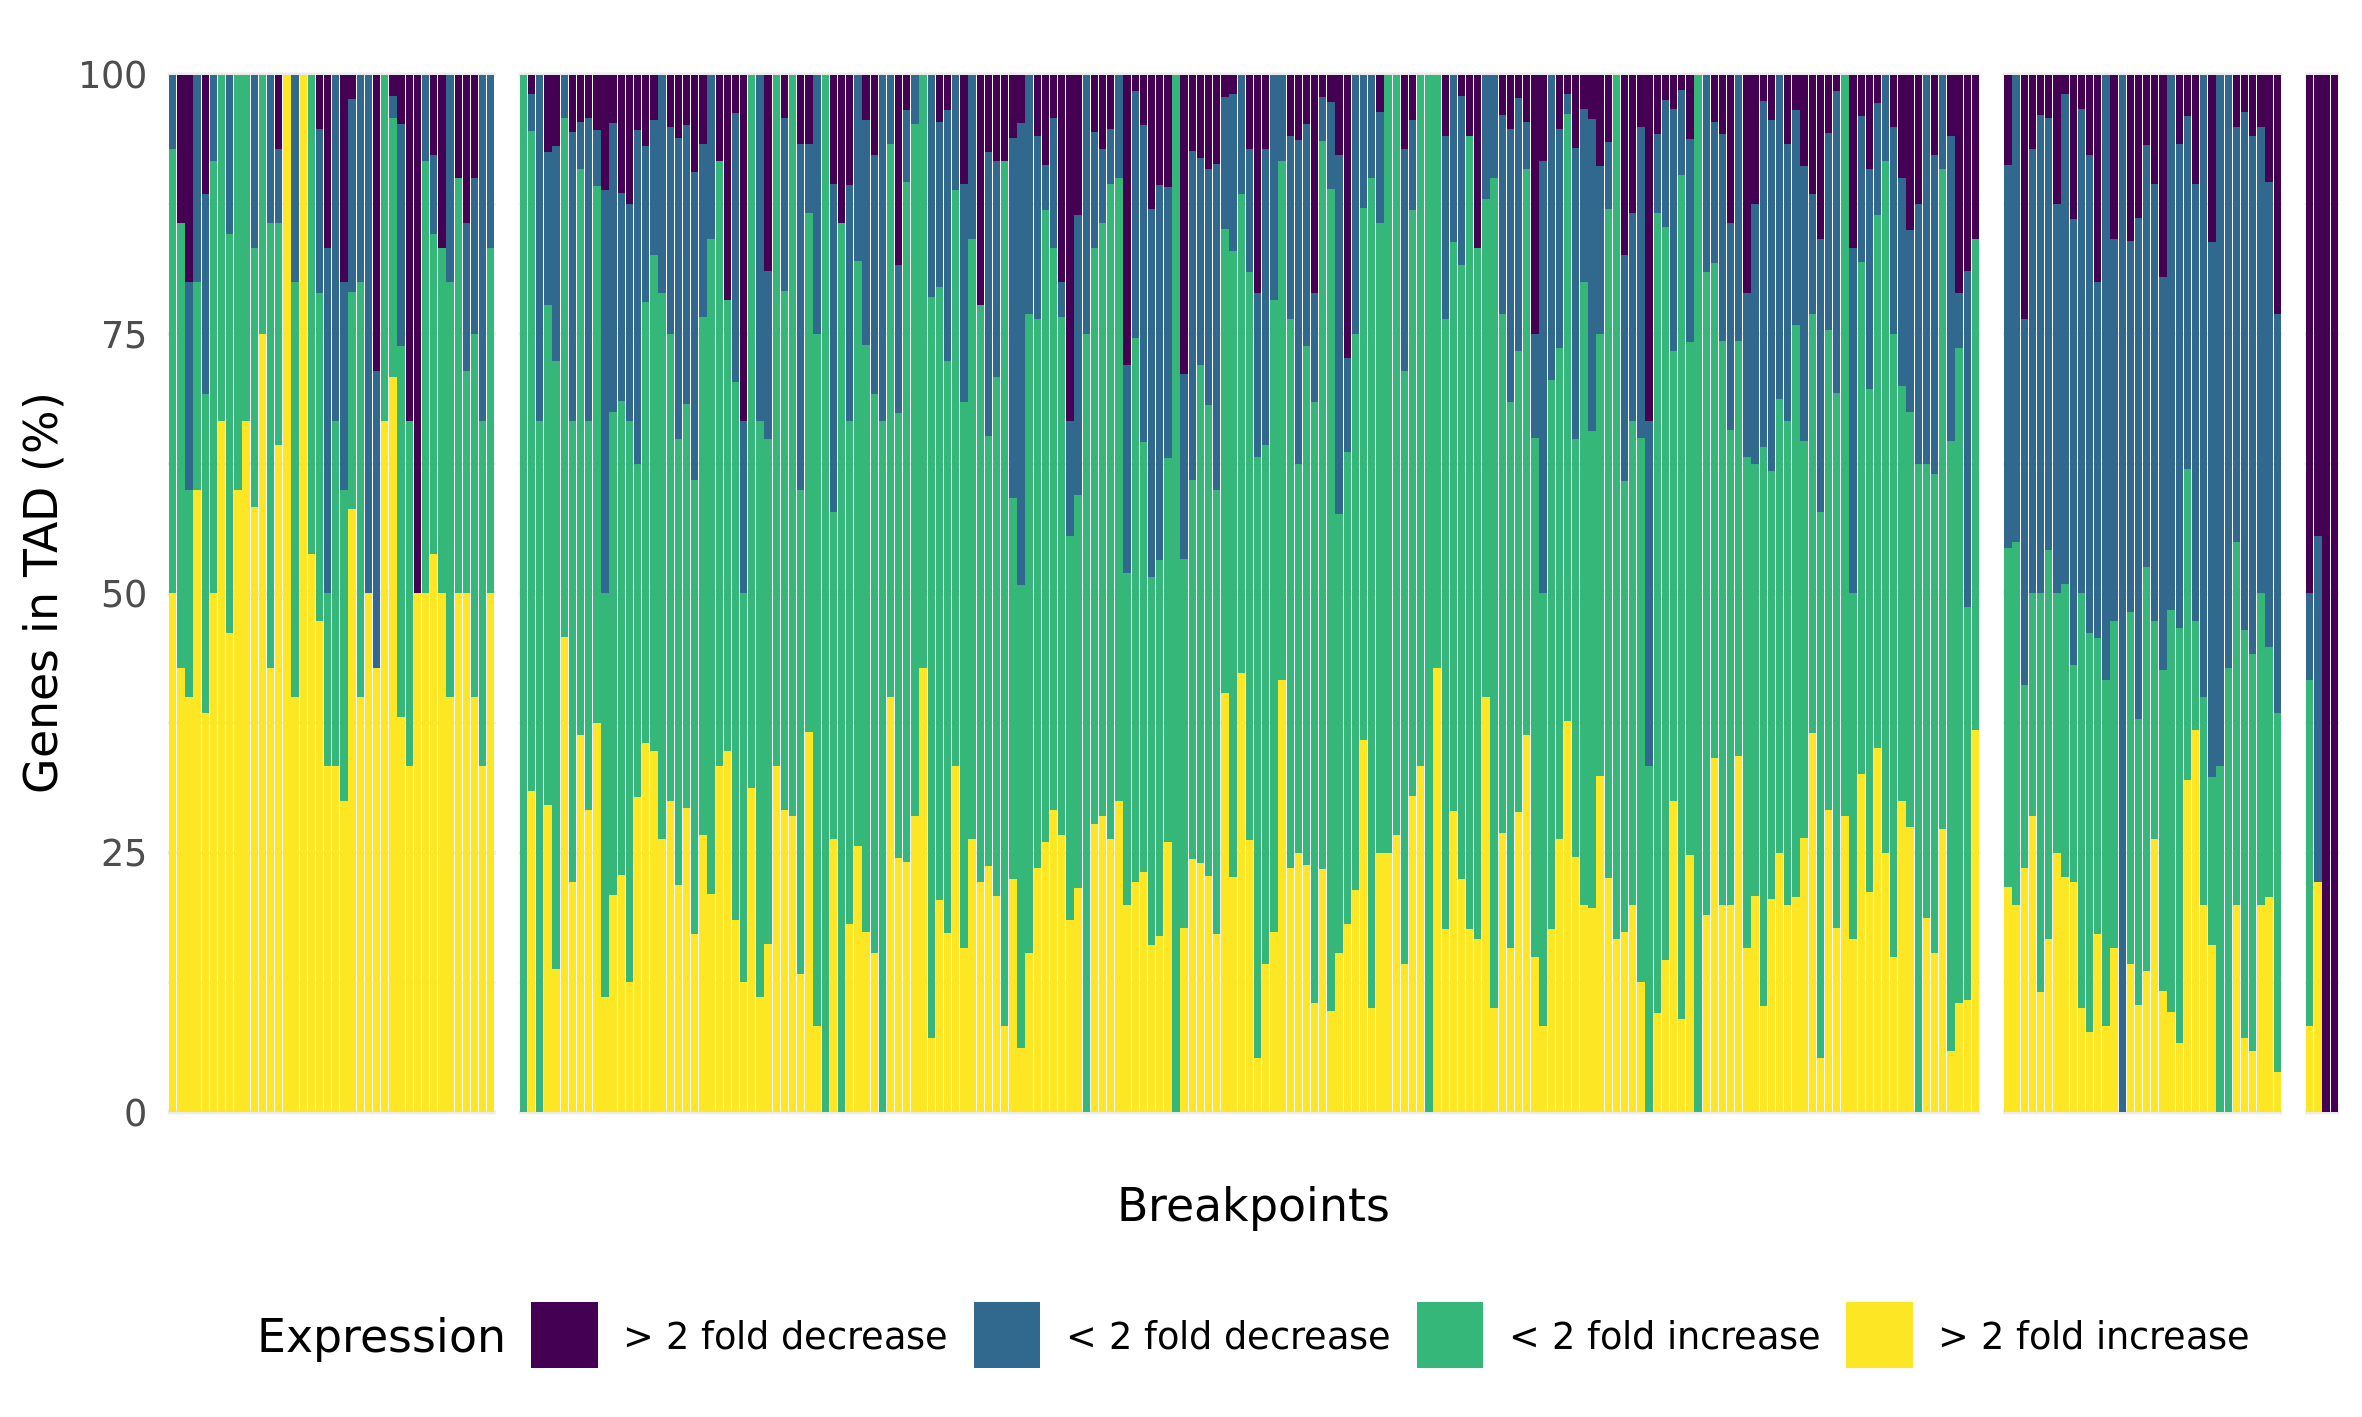 Genes in TAD (%)
100
75
50
25
0
Breakpoints
Expression > 2 fold decrease < 2 fold decrease < 2 fold increase > 2 fold increase